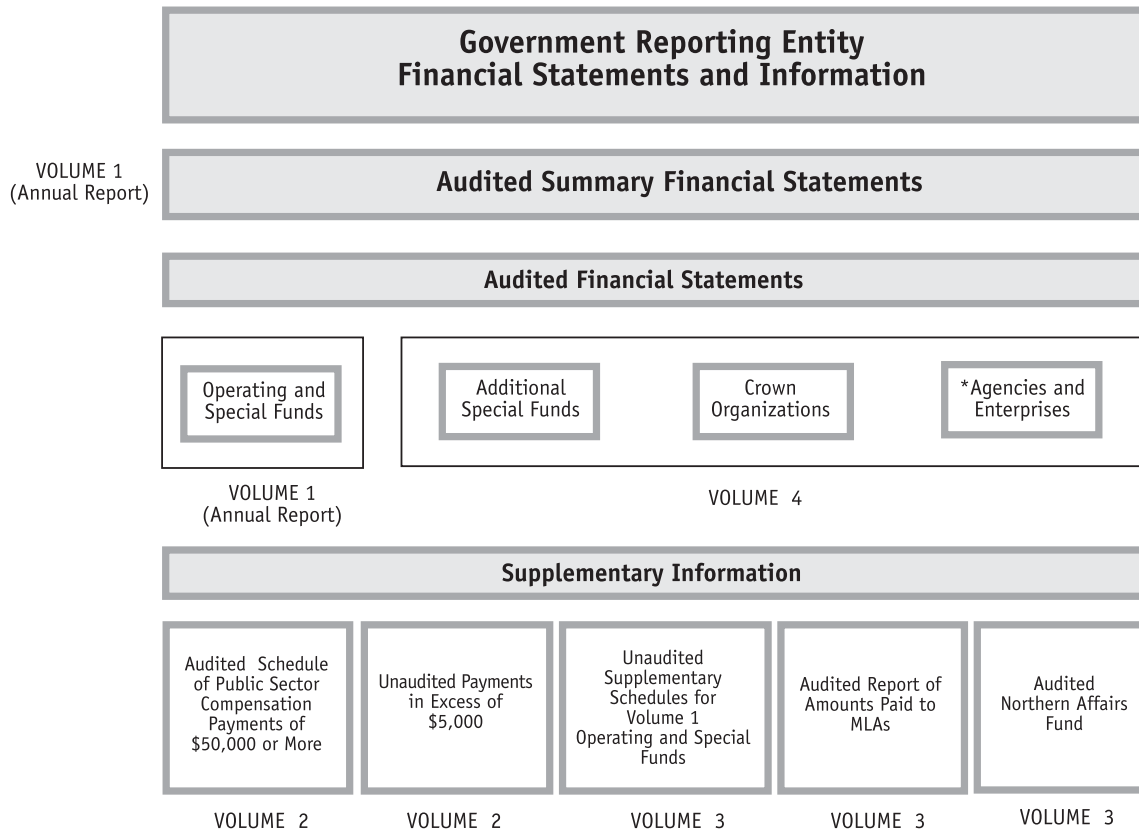 Government Reporting Entity
Financial Statements and Information
VOLUME 1
(Annual Report)
Audited Summary Financial Statements
Audited Financial Statements
Operating and
Special Funds
Additional
Special Funds
Crown
Organizations
*Agencies and
Enterprises
VOLUME 1
(Annual Report)
VOLUME 4
Supplementary Information
Audited Schedule
of Public Sector
Compensation
Payments of
$50,000 or More
Unaudited Payments
in Excess of
$5,000
Unaudited
Supplementary
Schedules for
Volume 1
Operating and Special
Funds
Audited Report of
Amounts Paid to
MLAs
Audited
Northern Affairs
Fund
VOLUME 2
VOLUME 2
VOLUME 3
VOLUME 3
VOLUME 3